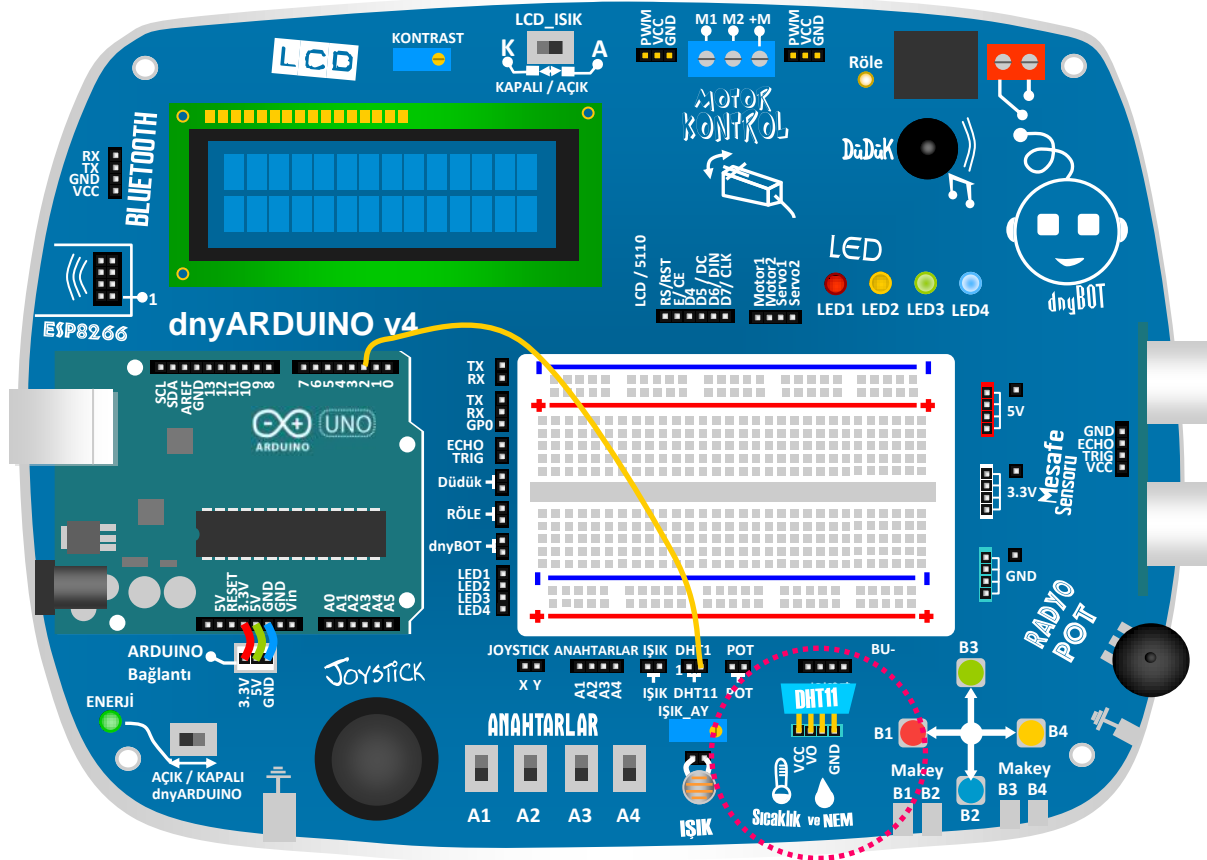 LCD
KONTRAST
LCD_ISIK
K A
KAPALI / AÇIK
PWM
VCC
GND
M1 M2 +M
PWM
VCC
GND
Röle
MOTOR
KONTROL
DüDüK
RX
TX
GND
VCC
BLUETOOTH
1
ESP8266
dnyARDUINO v4
LCD / 5110
RS/RST
E/CE
D4
D5 / DC
D6 / DIN
D7/ CLK
Motor1
Motor2
Servo1
Servo2
LED
LED1 LED2 LED3 LED4
dnyBOT
SCL
SDA
AREF
GND
13
12
11
10
9
8
7
6
5
4
3
2
1
0
UNO
ARDUINO
TX
RX
TX
RX
GP0
ECHO
TRIG
Düdük
RÖLE
dnyBOT
LED1
LED2
LED3
LED4
5V
3.3V
GND
GND
ECHO
TRIG
VCC
Mesafe
Sensoru
RADYO
POT
5V
RESET
3.3V
5V
GND
GND
Vin
A0
A1
A2
A3
A4
A5
ARDUINO
Bağlantı
3.3V
5V
GND
ENERJİ
AÇIK / KAPALI
dnyARDUINO
JOYSTICK
JOYSTICK ANAHTARLAR IŞIK DHT1 POT
1
X Y
A1
A2
A3
A4
IŞIK DHT11 POT
IŞIK_AY
BU-
ANAHTARLAR
A1 A2 A3 A4
IŞIK
DHT11
VCC
VO
GND
Sıcaklık ve NEM
B3
B1
B4
B2
Makey
B1 B2
Makey
B3 B4